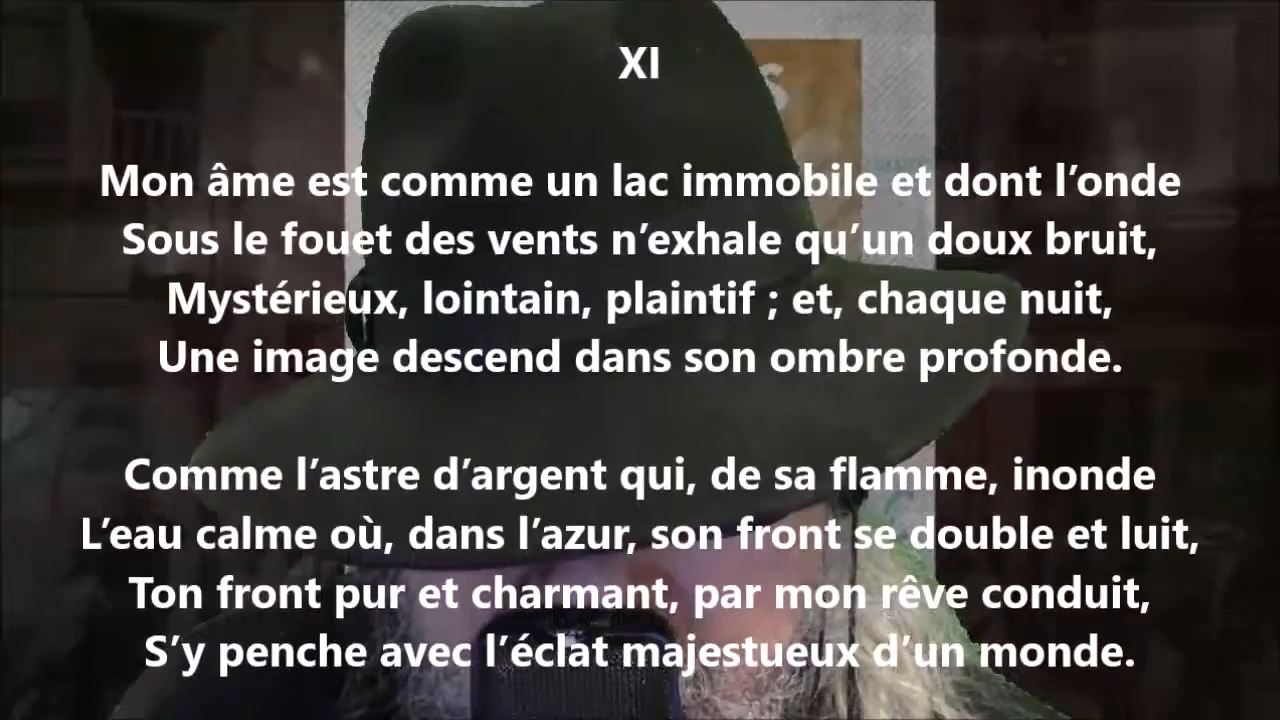 XI
Mon âme est comme un lac immobile et dont l’onde
Sous le fouet des vents n’exhale qu’un doux bruit,
Mystérieux, lointain, plaintif ; et, chaque nuit,
Une image descend dans son ombre profonde.
Comme l’astre d’argent qui, de sa flamme, inonde
L’eau calme où, dans l’azur, son front se double et luit,
Ton front pur et charmant, par mon rêve conduit,
S’y penche avec l’éclat majestueux d’un monde.